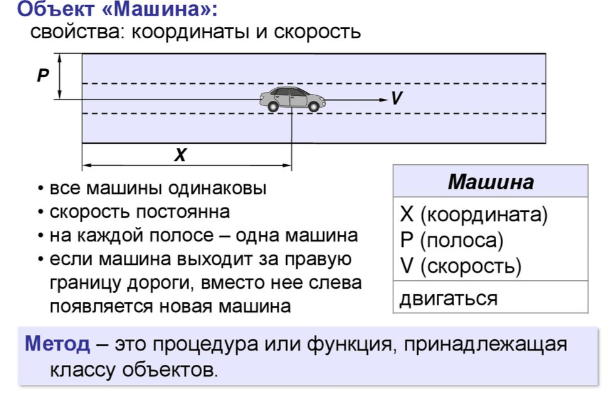 Объект «Машина»:
свойства: координаты и скорость
P
V
X
• все машины одинаковы
• скорость постоянна
• на каждой полосе – одна машина
• если машина выходит за правую
границу дороги, вместо нее слева
появляется новая машина
Машина
X (координата)
P (полоса)
V (скорость)
двигаться
Метод – это процедура или функция, принадлежащая
классу объектов.